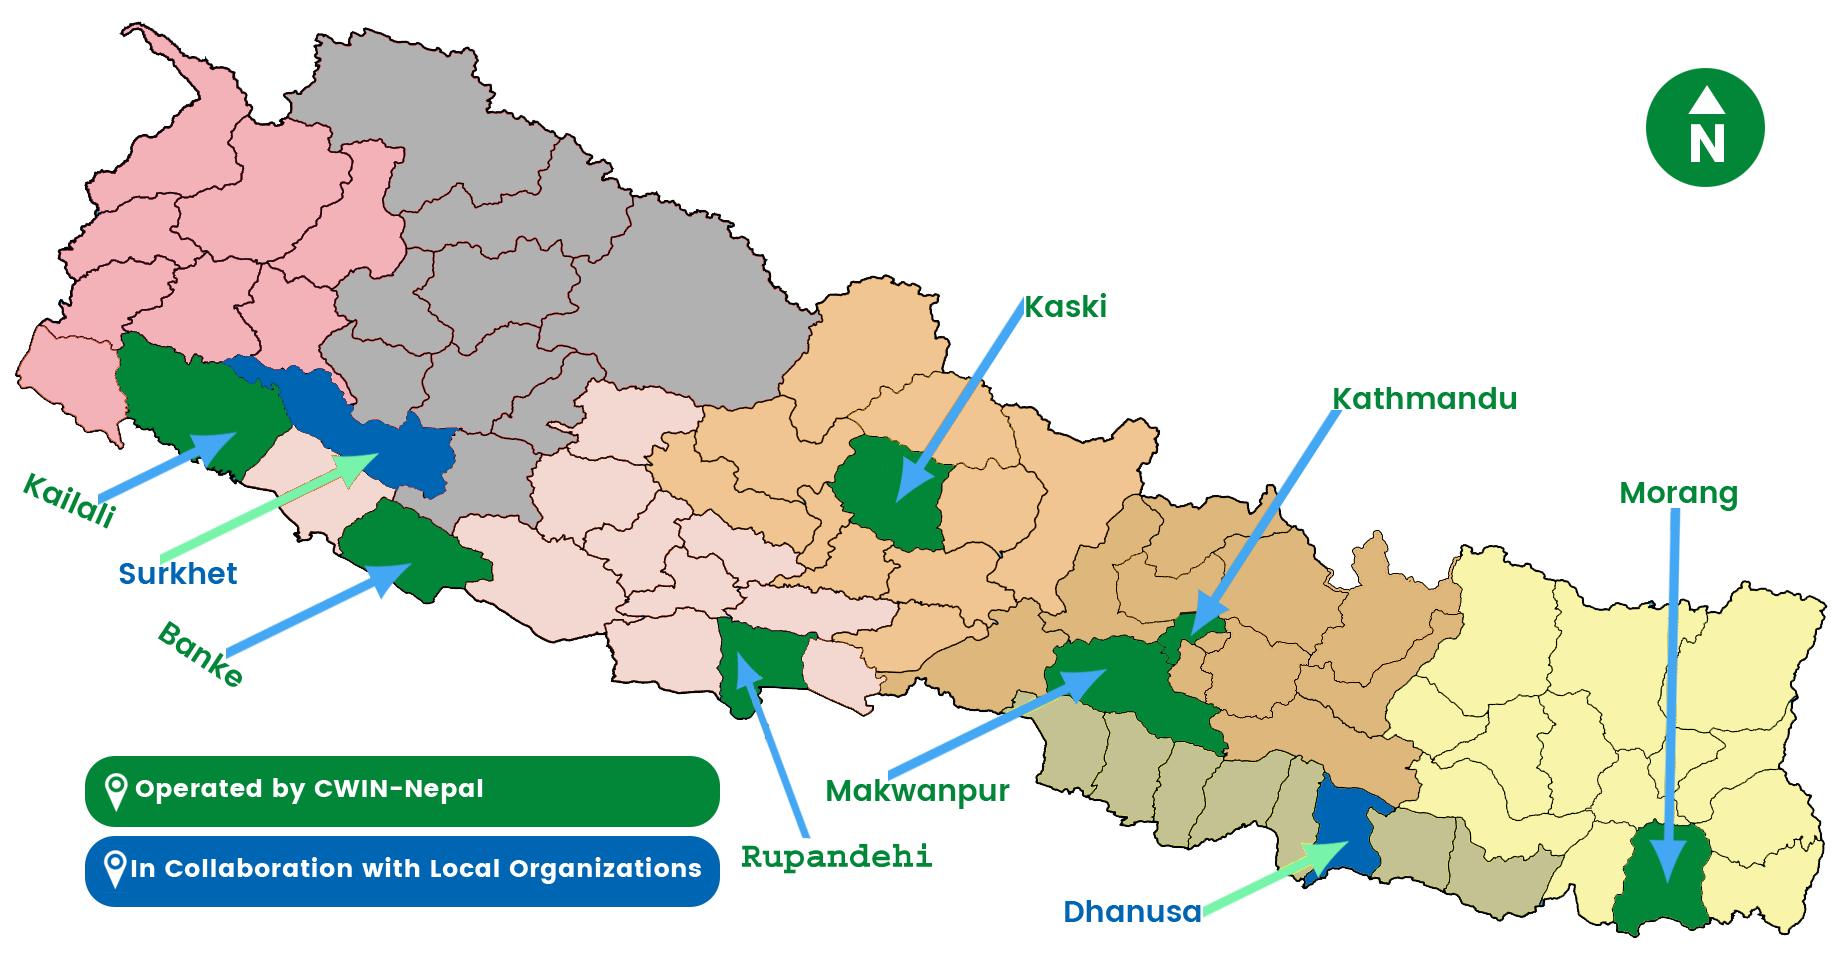 N
Kaski
Kathmandu
Morang
Kailali
Surkhet
Banke
Makwanpur
Rupandehi
Dhanusa
Operated by CWIN-Nepal
In Collaboration with Local Organizations